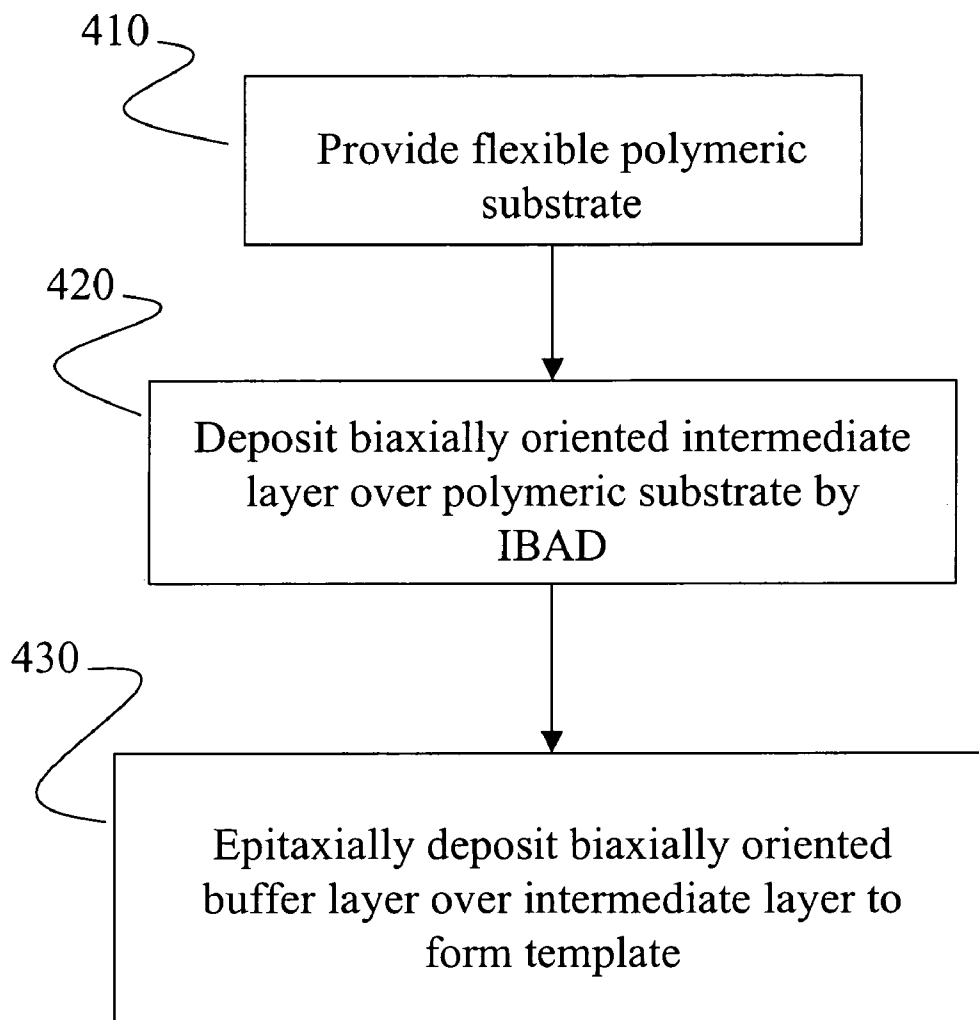 410
Provide flexible polymeric
substrate
420
Deposit biaxially oriented intermediate
layer over polymeric substrate by
IBAD
430
Epitaxially deposit biaxially oriented
buffer layer over intermediate layer to
form template